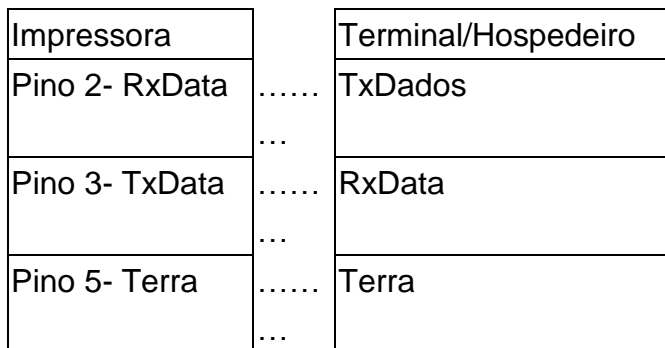 Impressora Terminal/Hospedeiro
Pino 2- RxData ...... TxDados
...
Pino 3- TxData ...... RxData
...
Pino 5- Terra ...... Terra
...